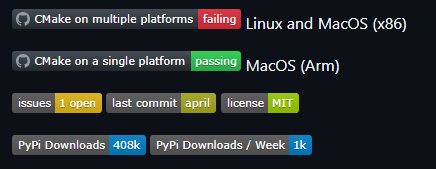 CMake on multiple platforms failing Linux and MacOS (x86)
CMake on a single platform passing MacOS (Arm)
issues 1 open last commit april license MIT
PyPi Downloads 408k PyPi Downloads / Week 1k